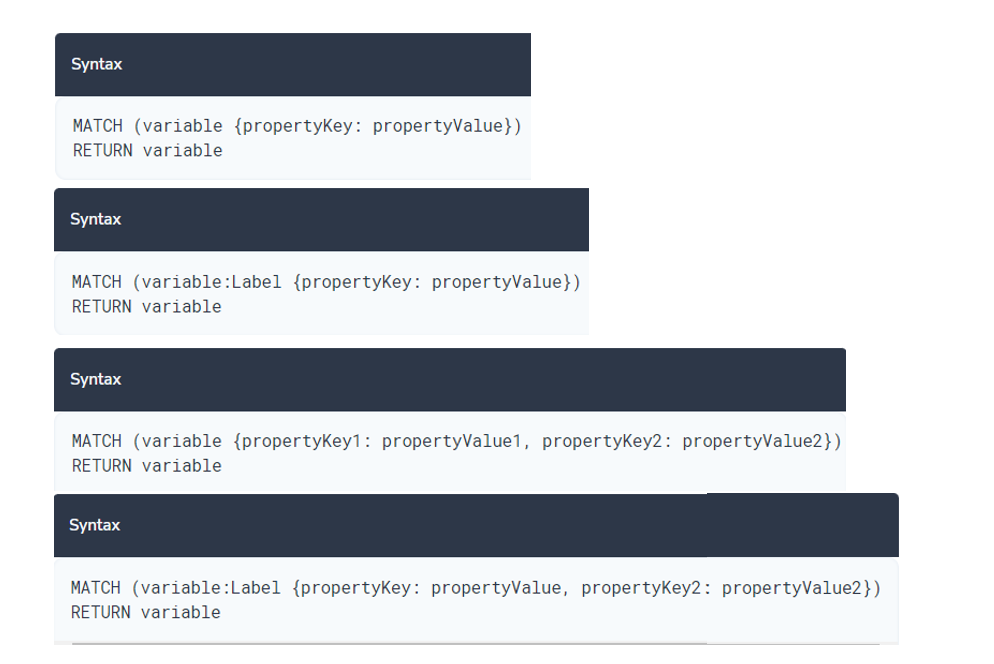 Syntax
MATCH (variable {propertyKey: propertyValue})
RETURN variable
Syntax
MATCH (variable:Label {propertyKey: propertyValue})
RETURN variable
Syntax
MATCH (variable {propertyKey1: propertyValue1, propertyKey2: propertyValue2})
RETURN variable
Syntax
MATCH (variable:Label {propertyKey: propertyValue, propertyKey2: propertyValue2})
RETURN variable